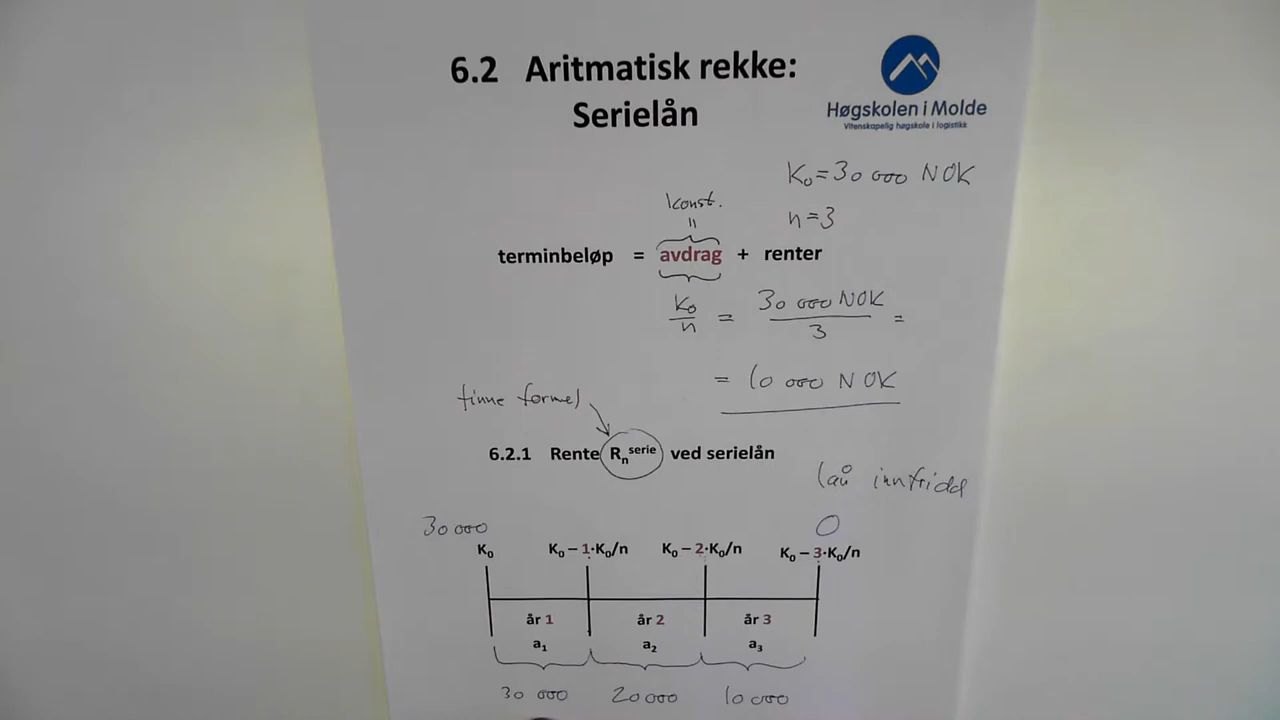 6.2 Aritmatisk rekke:
Serielån
Høgskolen i Molde
Vitenskapelig høgskole i logistikk
K₀=30 000 NOK
n=3
konst.
=
terminbeløp = avdrag + renter
K₀/n = 30 000 NOK/3 =
= 10 000 NOK
finne formel
6.2.1 Rente Rₙˢᵉʳⁱᵉ ved serielån
lån innfridd
30 000 0
K₀ K₀ – 1·K₀/n K₀ – 2·K₀/n K₀ – 3·K₀/n
år 1 år 2 år 3
a₁ a₂ a₃
30 000 20 000 10 000